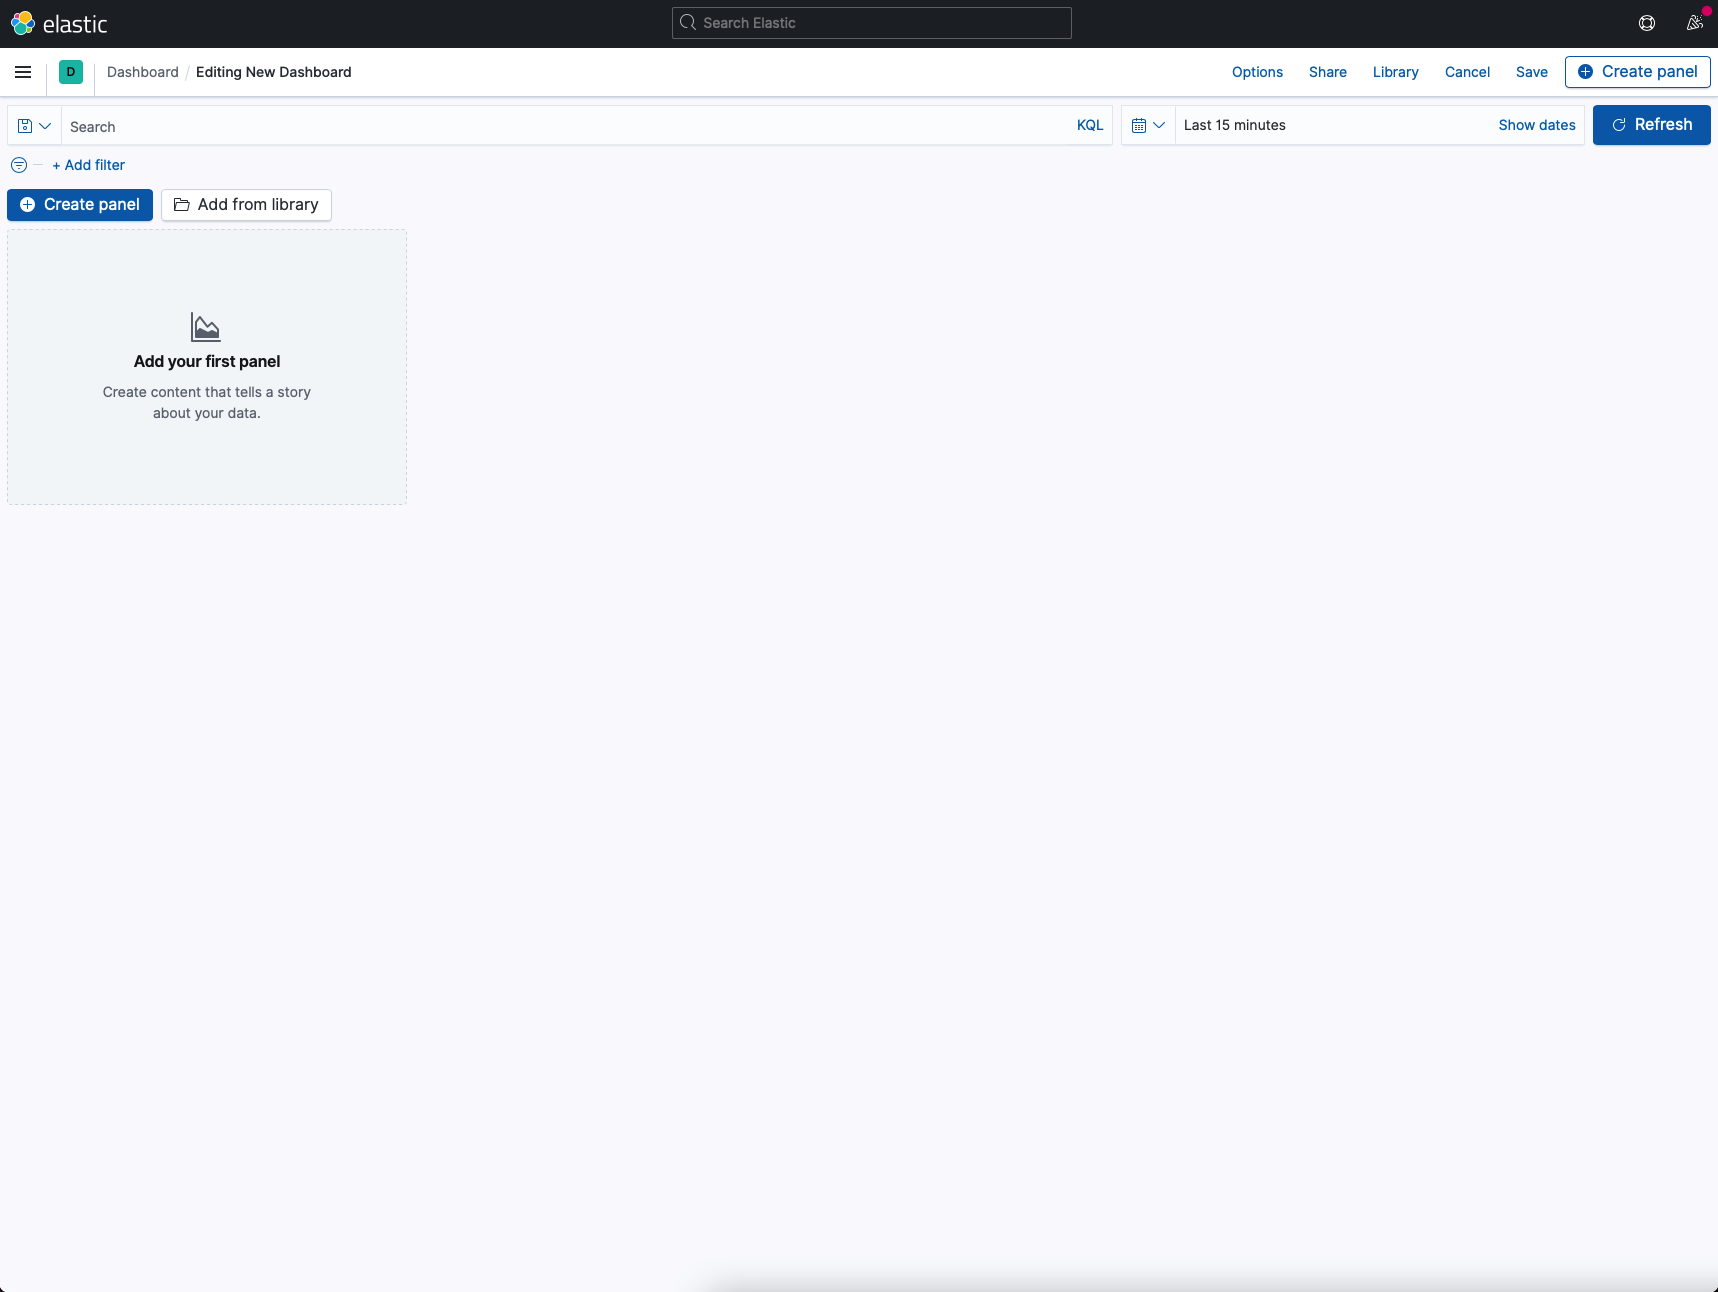 elastic
Search Elastic
D
Dashboard / Editing New Dashboard
Options Share Library Cancel Save Create panel
Search KQL Last 15 minutes Show dates Refresh
+ Add filter
Create panel Add from library
Add your first panel
Create content that tells a story
about your data.